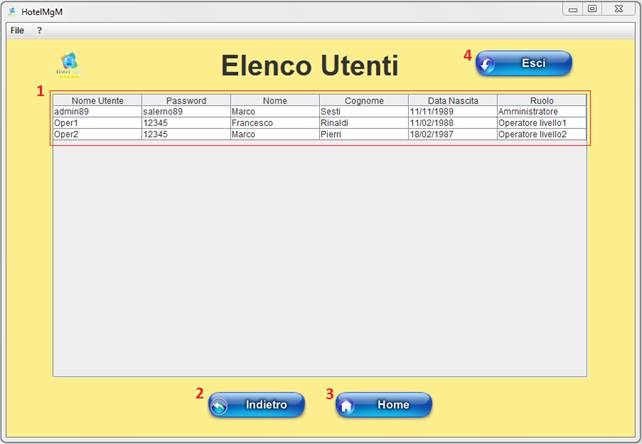 HotelMgM
File ?
Hotel
Elenco Utenti
4 Esci
1
Nome Utente Password Nome Cognome Data Nascita Ruolo
admin89 salerno89 Marco Sesti 11/11/1989 Amministratore
Oper1 12345 Francesco Rinaldi 11/02/1988 Operatore livello1
Oper2 12345 Marco Pierri 18/02/1987 Operatore livello2
2 Indietro 3 Home